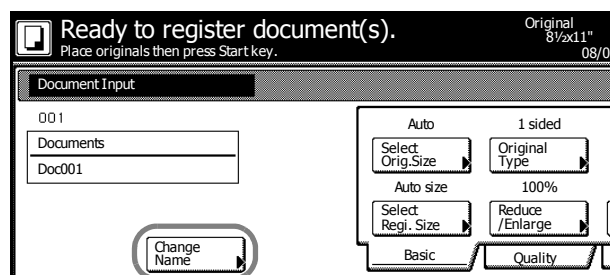 Ready to register document(s).
Place originals then press Start key.
Original
8½x11"
08/0
Document Input
001
Documents
Doc001
Change
Name
Auto
1 sided
Select
Orig.Size
Original
Type
Auto size
100%
Select
Regi. Size
Reduce
/Enlarge
Basic
Quality